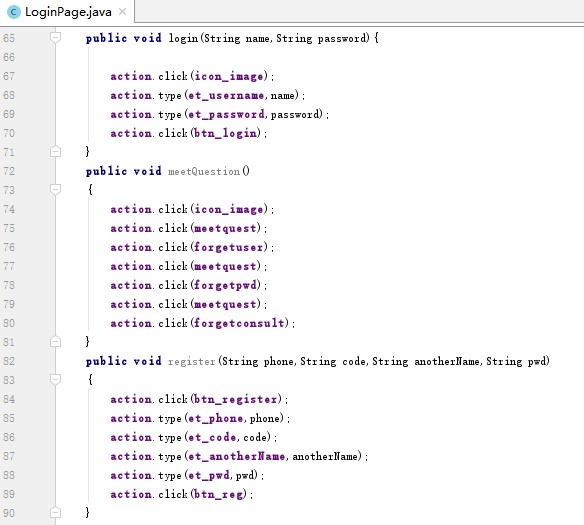 LoginPage.java
65 public void login(String name,String password){
66
67 action.click(icon_image);
68 action.type(et_username,name);
69 action.type(et_password,password);
70 action.click(btn_login);
71 }
72 public void meetQuestion()
73 {
74 action.click(icon_image);
75 action.click(meetquest);
76 action.click(forgetuser);
77 action.click(meetquest);
78 action.click(forgetpwd);
79 action.click(meetquest);
80 action.click(forgetconsult);
81 }
82 public void register(String phone,String code,String anotherName,String pwd)
83 {
84 action.click(btn_register);
85 action.type(et_phone,phone);
86 action.type(et_code,code);
87 action.type(et_anotherName,anotherName);
88 action.type(et_pwd,pwd);
89 action.click(btn_reg);
90 }